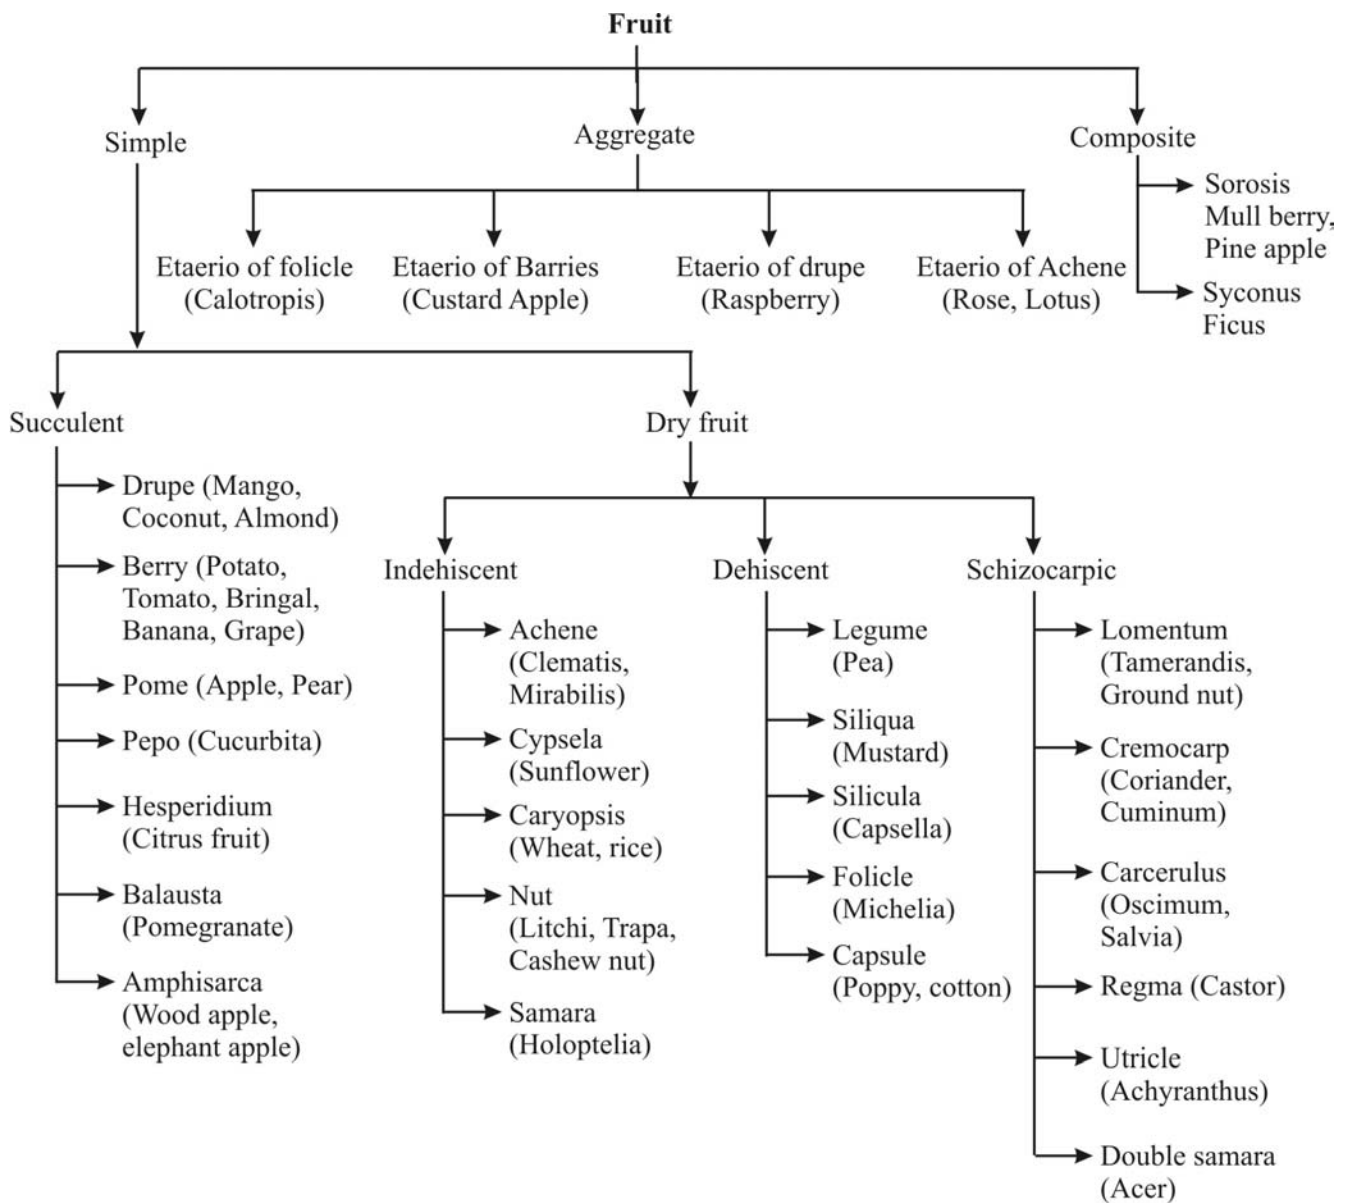 Fruit
Simple
Aggregate
Composite
Sorosis
Mull berry,
Pine apple
Syconus
Ficus
Etaerio of folicle
(Calotropis)
Etaerio of Barries
(Custard Apple)
Etaerio of drupe
(Raspberry)
Etaerio of Achene
(Rose, Lotus)
Succulent
Dry fruit
Drupe (Mango,
Coconut, Almond)
Berry (Potato,
Tomato, Bringal,
Banana, Grape)
Pome (Apple, Pear)
Pepo (Cucurbita)
Hesperidium
(Citrus fruit)
Balausta
(Pomegranate)
Amphisarca
(Wood apple,
elephant apple)
Indehiscent
Achene
(Clematis,
Mirabilis)
Cypsela
(Sunflower)
Caryopsis
(Wheat, rice)
Nut
(Litchi, Trapa,
Cashew nut)
Samara
(Holoptelia)
Dehiscent
Legume
(Pea)
Siliqua
(Mustard)
Silicula
(Capsella)
Folicle
(Michelia)
Capsule
(Poppy, cotton)
Schizocarpic
Lomentum
(Tamerandis,
Ground nut)
Cremocarp
(Coriander,
Cuminum)
Carcerulus
(Oscimum,
Salvia)
Regma (Castor)
Utricle
(Achyranthus)
Double samara
(Acer)